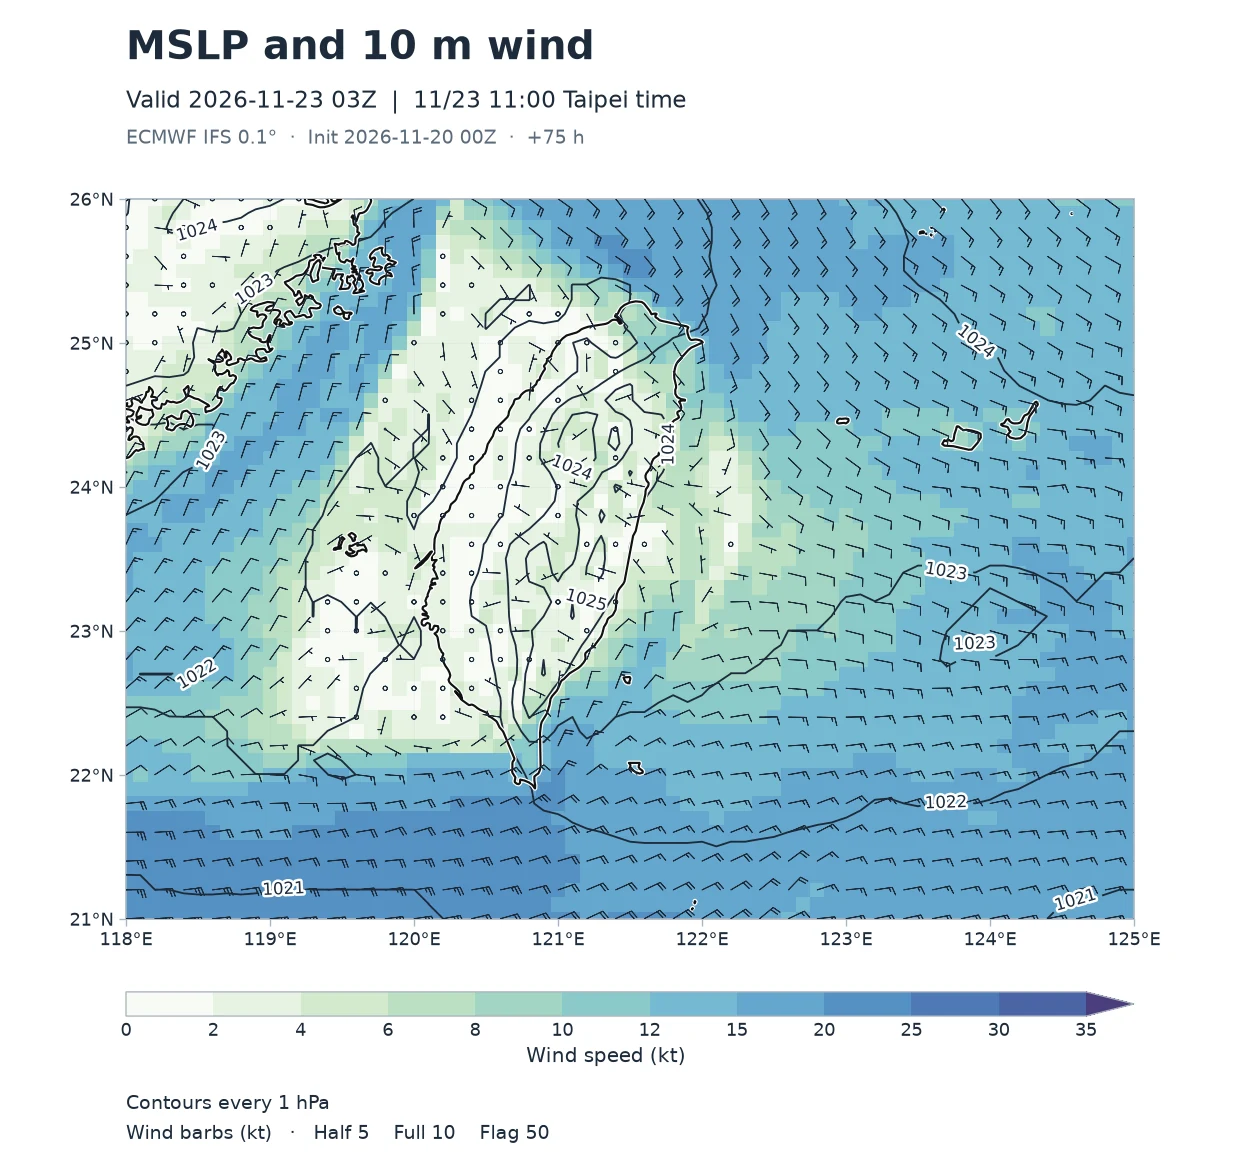 MSLP and 10 m wind
Valid 2026-11-23 03Z | 11/23 11:00 Taipei time
ECMWF IFS 0.1° · Init 2026-11-20 00Z · +75 h
26°N
25°N
24°N
23°N
22°N
21°N
1024
1023
1023
1024
1024
1024
1023
1025
1023
1022
1022
1021
1021
118°E 119°E 120°E 121°E 122°E 123°E 124°E 125°E
0 2 4 6 8 10 12 15 20 25 30 35
Wind speed (kt)
Contours every 1 hPa
Wind barbs (kt) · Half 5 Full 10 Flag 50